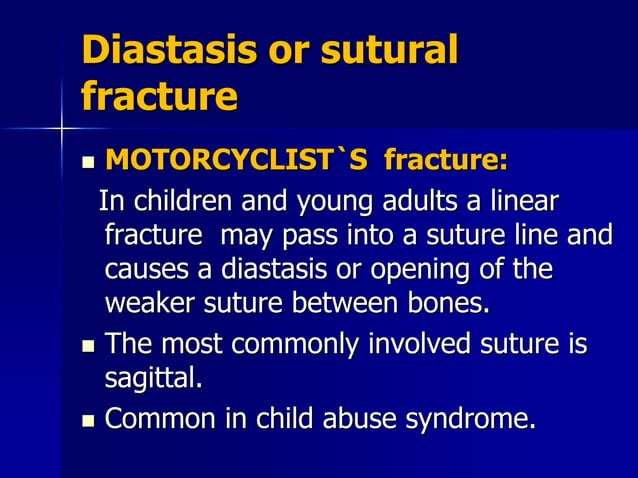 Diastasis or sutural
fracture
MOTORCYCLIST`S fracture:
In children and young adults a linear
fracture may pass into a suture line and
causes a diastasis or opening of the
weaker suture between bones.
The most commonly involved suture is
sagittal.
Common in child abuse syndrome.